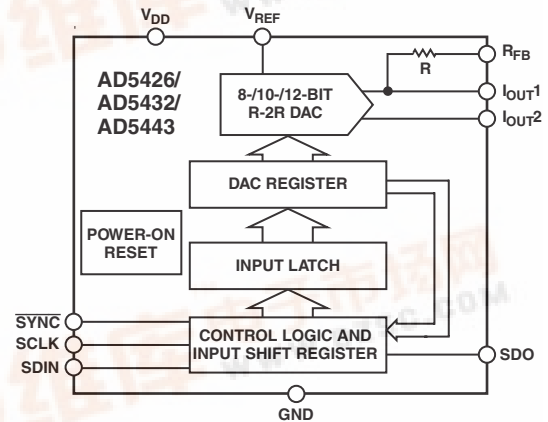 VDD
VREF
RFB
R
AD5426/
AD5432/
AD5443
8-/10-/12-BIT
R-2R DAC
IOUT1
IOUT2
DAC REGISTER
POWER-ON
RESET
INPUT LATCH
SYNC
SCLK
SDIN
CONTROL LOGIC AND
INPUT SHIFT REGISTER
SDO
GND